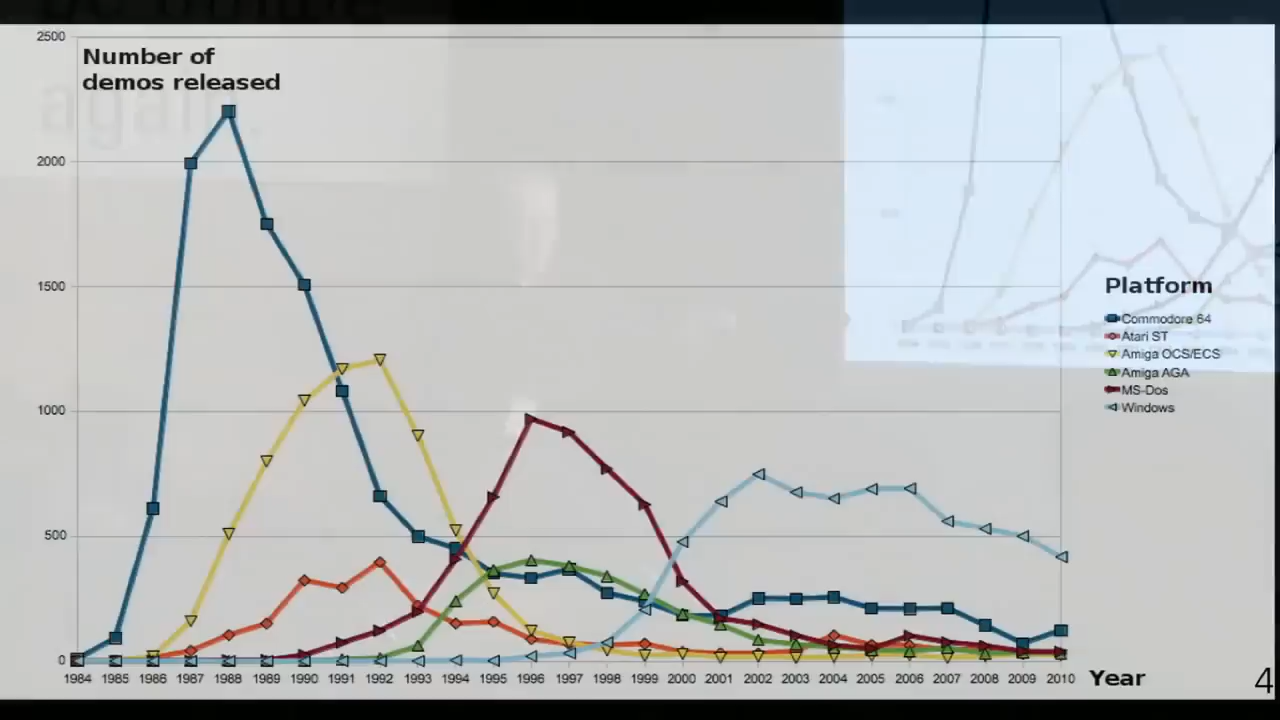 again.
Number of
demos released
2500
2000
1500
1000
500
0
1984 1985 1986 1987 1988 1989 1990 1991 1992 1993 1994 1995 1996 1997 1998 1999 2000 2001 2002 2003 2004 2005 2006 2007 2008 2009 2010
Year
Platform
Commodore 64
Atari ST
Amiga OCS/ECS
Amiga AGA
MS-Dos
Windows
4